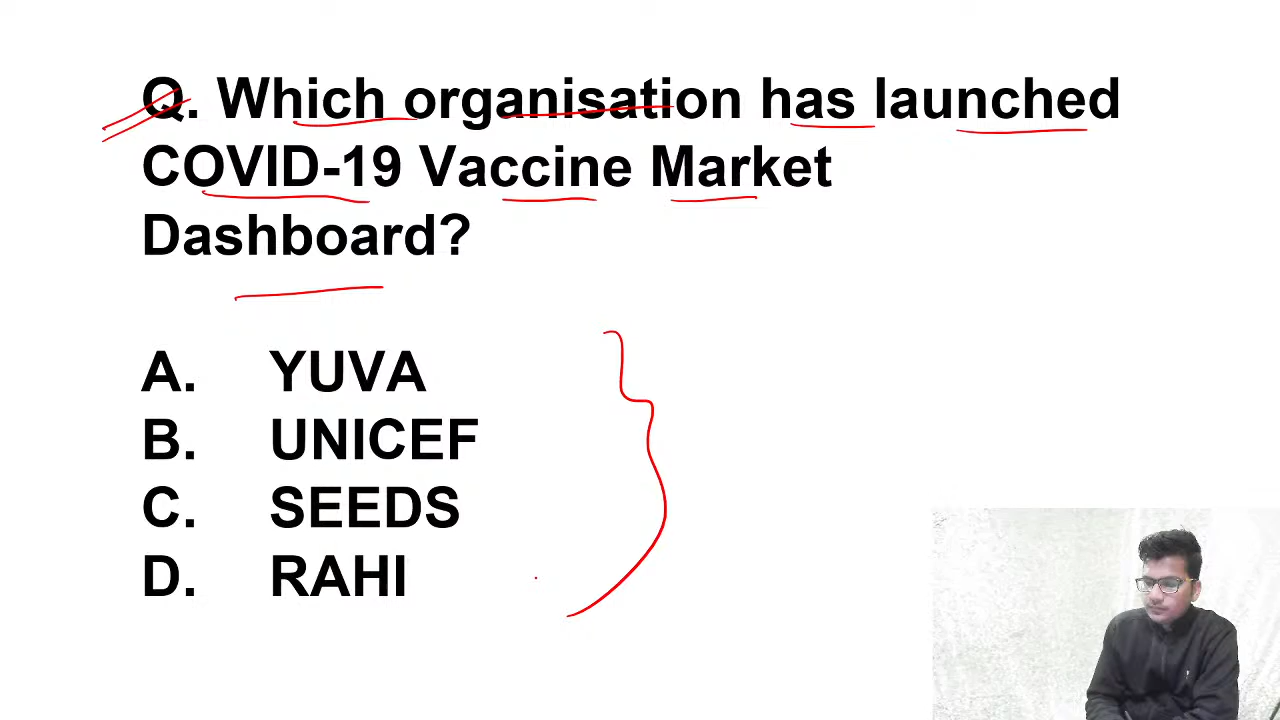 Q. Which organisation has launched
COVID-19 Vaccine Market
Dashboard?
A. YUVA
B. UNICEF
C. SEEDS
D. RAHI